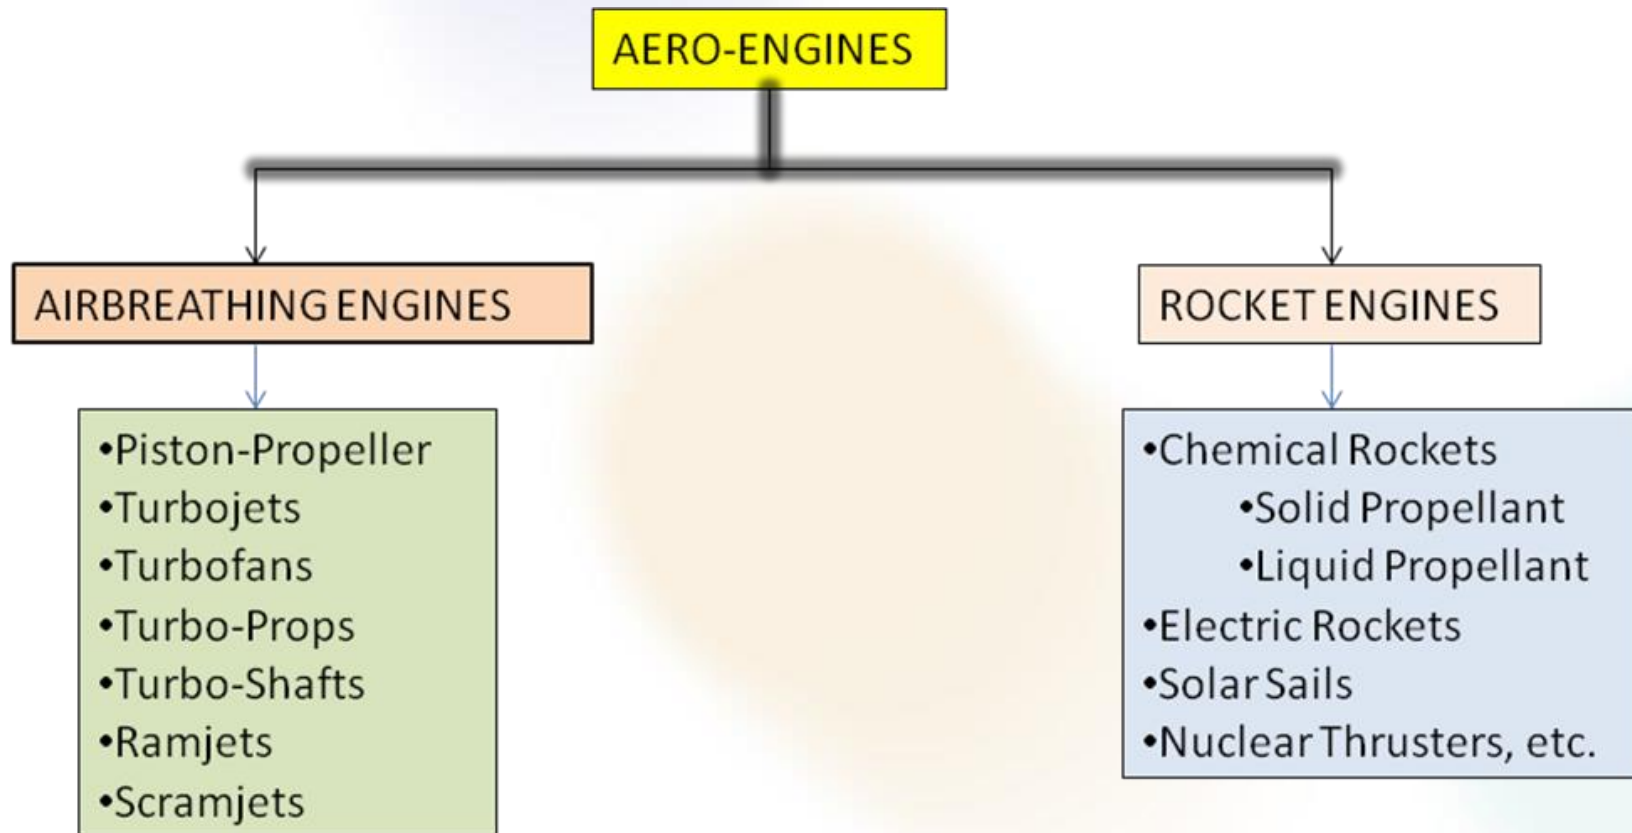 AERO-ENGINES
AIRBREATHING ENGINES
•Piston-Propeller
•Turbojets
•Turbofans
•Turbo-Props
•Turbo-Shafts
•Ramjets
•Scramjets
ROCKET ENGINES
•Chemical Rockets
•Solid Propellant
•Liquid Propellant
•Electric Rockets
•Solar Sails
•Nuclear Thrusters, etc.